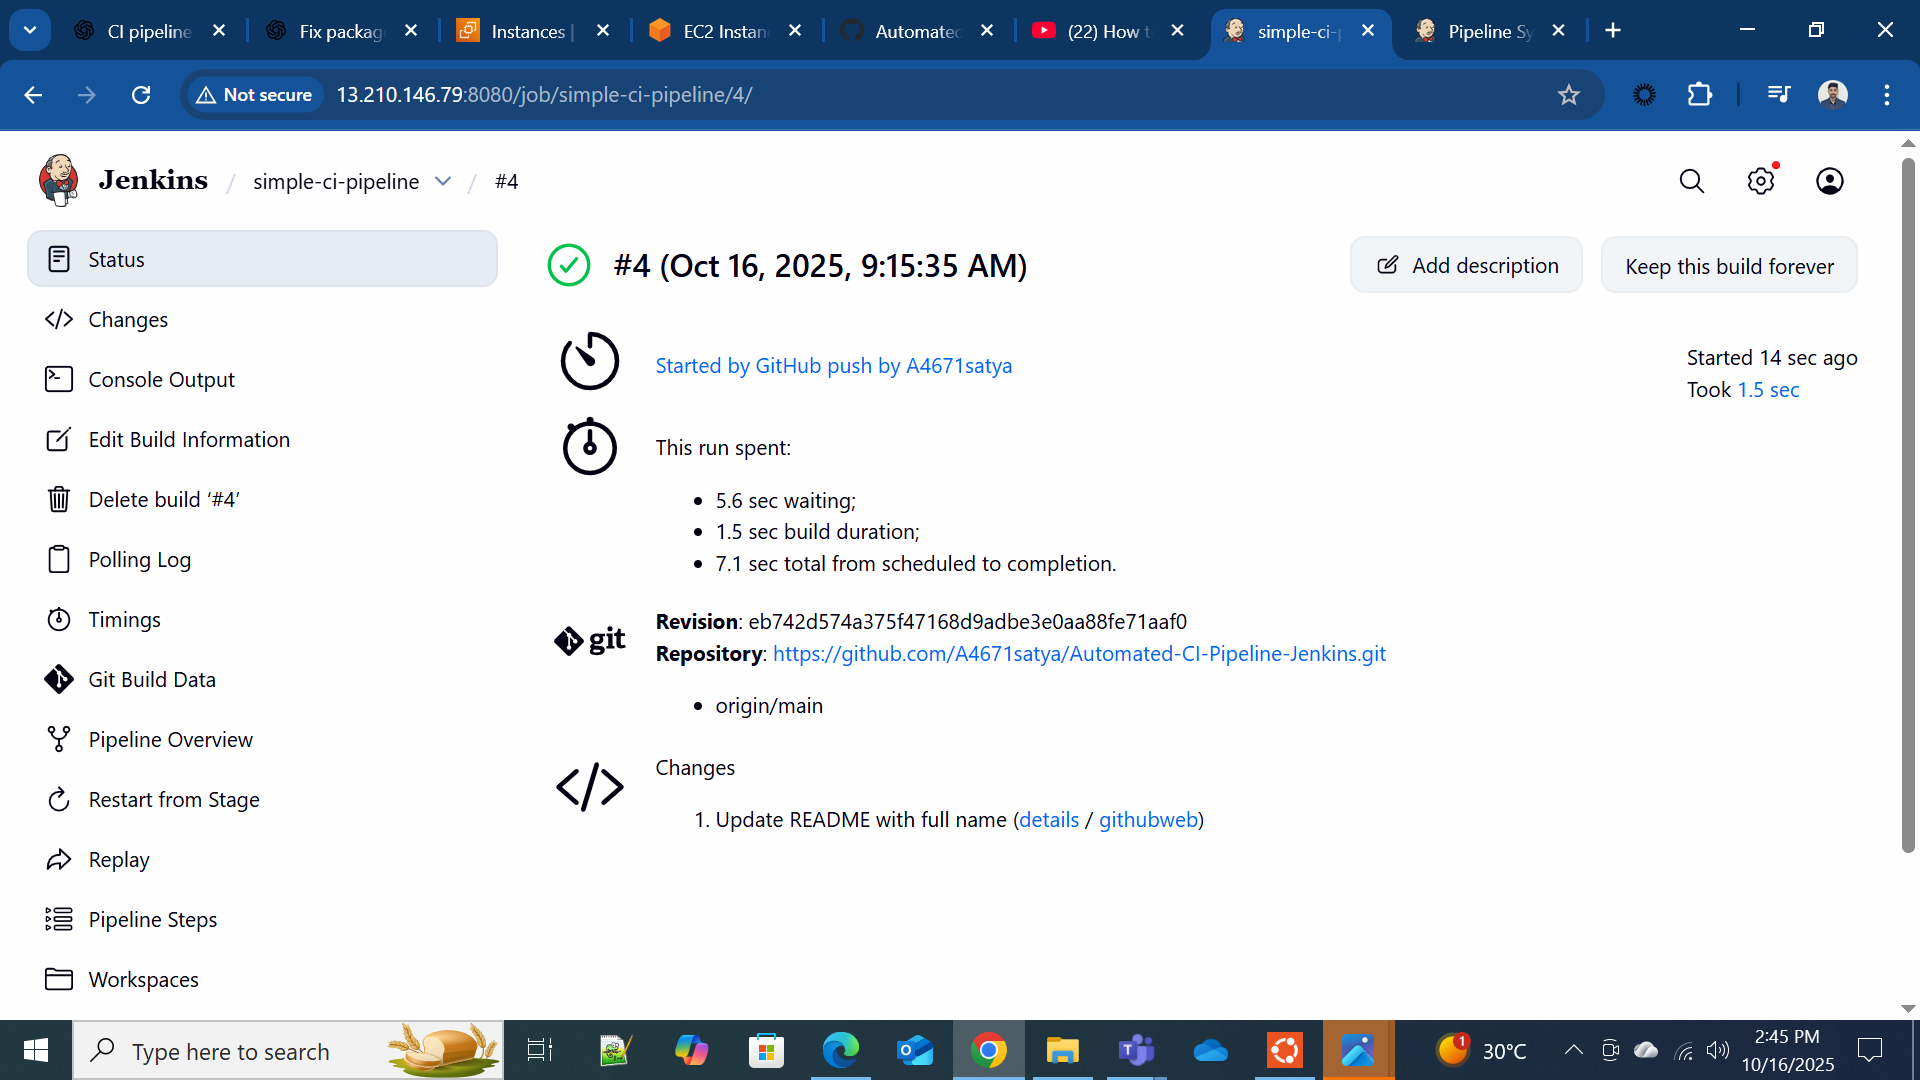 CI pipeline
Fix packag
Instances |
EC2 Instan
Automated
(22) How t
simple-ci-p
Pipeline Sy
Not secure
13.210.146.79:8080/job/simple-ci-pipeline/4/
Jenkins / simple-ci-pipeline / #4
Status
Changes
Console Output
Edit Build Information
Delete build ‘#4’
Polling Log
Timings
Git Build Data
Pipeline Overview
Restart from Stage
Replay
Pipeline Steps
Workspaces
#4 (Oct 16, 2025, 9:15:35 AM)
Add description
Keep this build forever
Started by GitHub push by A4671satya
Started 14 sec ago
Took 1.5 sec
This run spent:
• 5.6 sec waiting;
• 1.5 sec build duration;
• 7.1 sec total from scheduled to completion.
git
Revision: eb742d574a375f47168d9adbe3e0aa88fe71aaf0
Repository: https://github.com/A4671satya/Automated-CI-Pipeline-Jenkins.git
• origin/main
Changes
1. Update README with full name (details / githubweb)
Type here to search
1
30°C
2:45 PM
10/16/2025